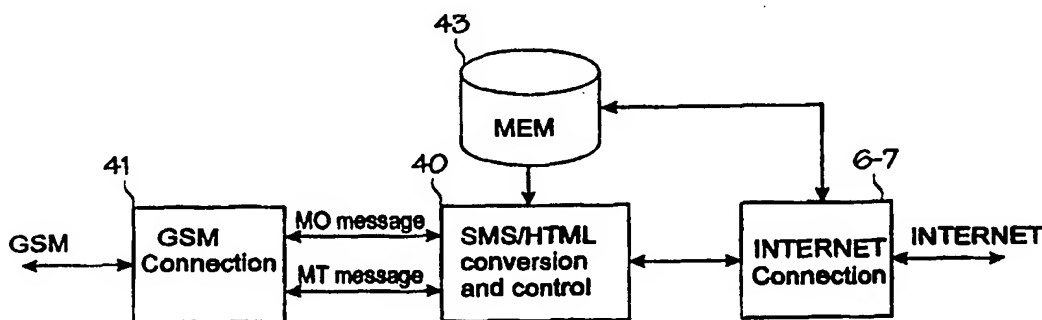 43
MEM
41
40
6-7
GSM
GSM
Connection
MO message
MT message
SMS/HTML
conversion
and control
INTERNET
Connection
INTERNET